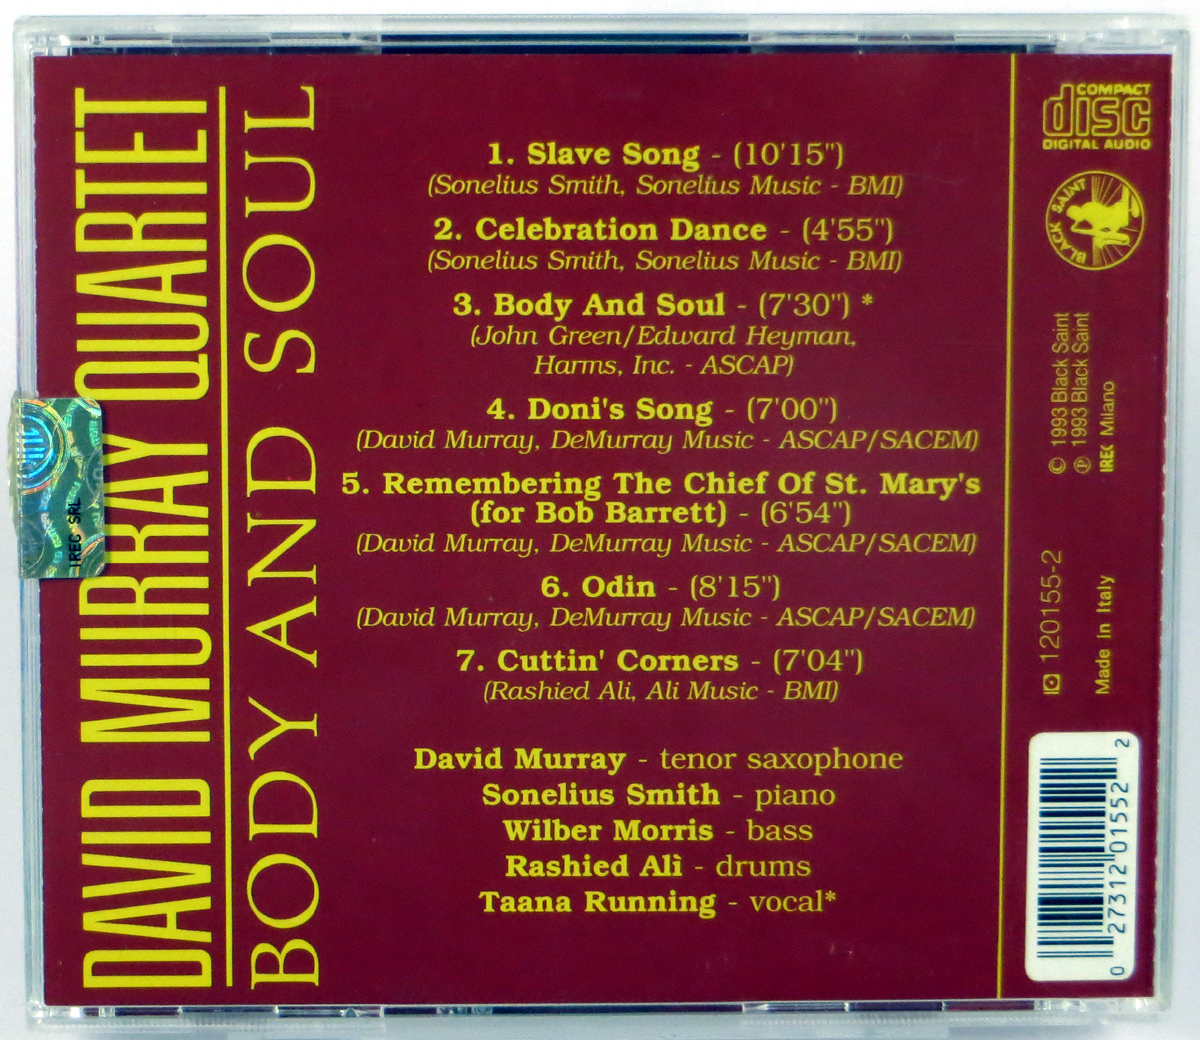 DAVID MURRAY QUARTET
BODY AND SOUL
1. Slave Song - (10'15")
(Sonelius Smith, Sonelius Music - BMI)
2. Celebration Dance - (4'55")
(Sonelius Smith, Sonelius Music - BMI)
3. Body And Soul - (7'30") *
(John Green/Edward Heyman,
Harms, Inc. - ASCAP)
4. Doni's Song - (7'00")
(David Murray, DeMurray Music - ASCAP/SACEM)
5. Remembering The Chief Of St. Mary's
(for Bob Barrett) - (6'54")
(David Murray, DeMurray Music - ASCAP/SACEM)
6. Odin - (8'15")
(David Murray, DeMurray Music - ASCAP/SACEM)
7. Cuttin' Corners - (7'04")
(Rashied Ali, Ali Music - BMI)
David Murray - tenor saxophone
Sonelius Smith - piano
Wilber Morris - bass
Rashied Alì - drums
Taana Running - vocal*
COMPACT
disc
DIGITAL AUDIO
BLACK SAINT
© 1993 Black Saint
℗ 1993 Black Saint
IREC Milano
120155-2
Made in Italy
0 27312 01552 2
IREC SRL